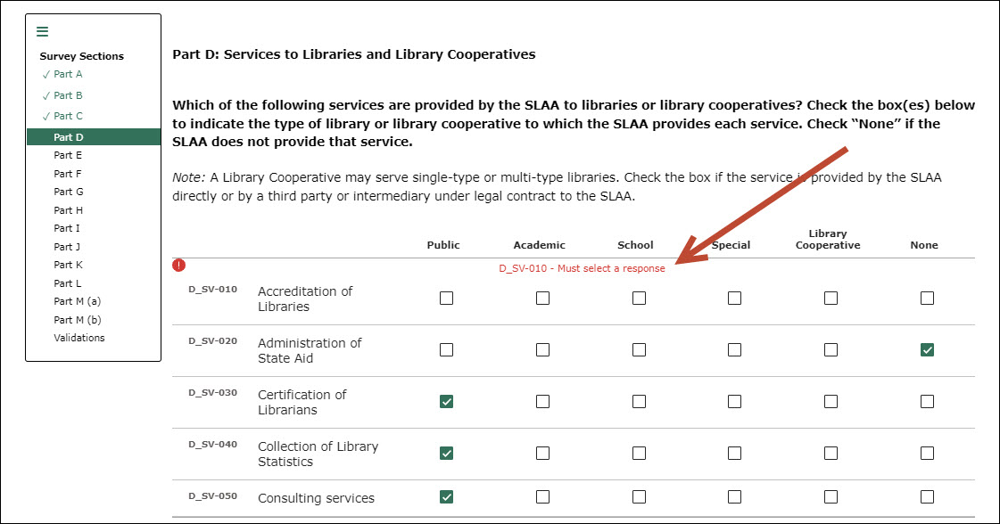 Survey Sections
✓ Part A
✓ Part B
✓ Part C
Part D
Part E
Part F
Part G
Part H
Part I
Part J
Part K
Part L
Part M (a)
Part M (b)
Validations
Part D: Services to Libraries and Library Cooperatives
Which of the following services are provided by the SLAA to libraries or library cooperatives? Check the box(es) below
to indicate the type of library or library cooperative to which the SLAA provides each service. Check “None” if the
SLAA does not provide that service.
Note: A Library Cooperative may serve single-type or multi-type libraries. Check the box if the service is provided by the SLAA
directly or by a third party or intermediary under legal contract to the SLAA.
Public Academic School Special Library Cooperative None
D_SV-010 - Must select a response
D_SV-010 Accreditation of
Libraries
D_SV-020 Administration of
State Aid
D_SV-030 Certification of
Librarians
D_SV-040 Collection of Library
Statistics
D_SV-050 Consulting services